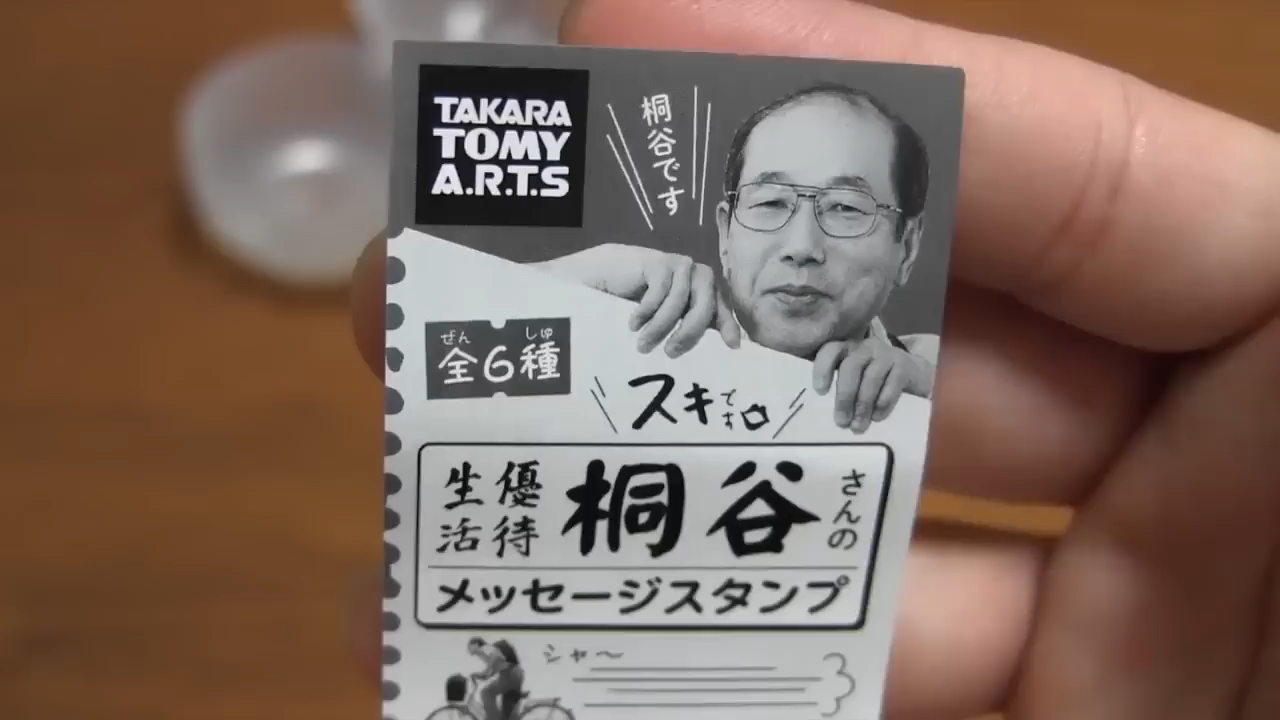 TAKARA
TOMY
A.R.T.S
桐谷です
ぜん しゅ
全6種
スキです
優待
生活
桐谷
さんの
メッセージスタンプ
シャ〜